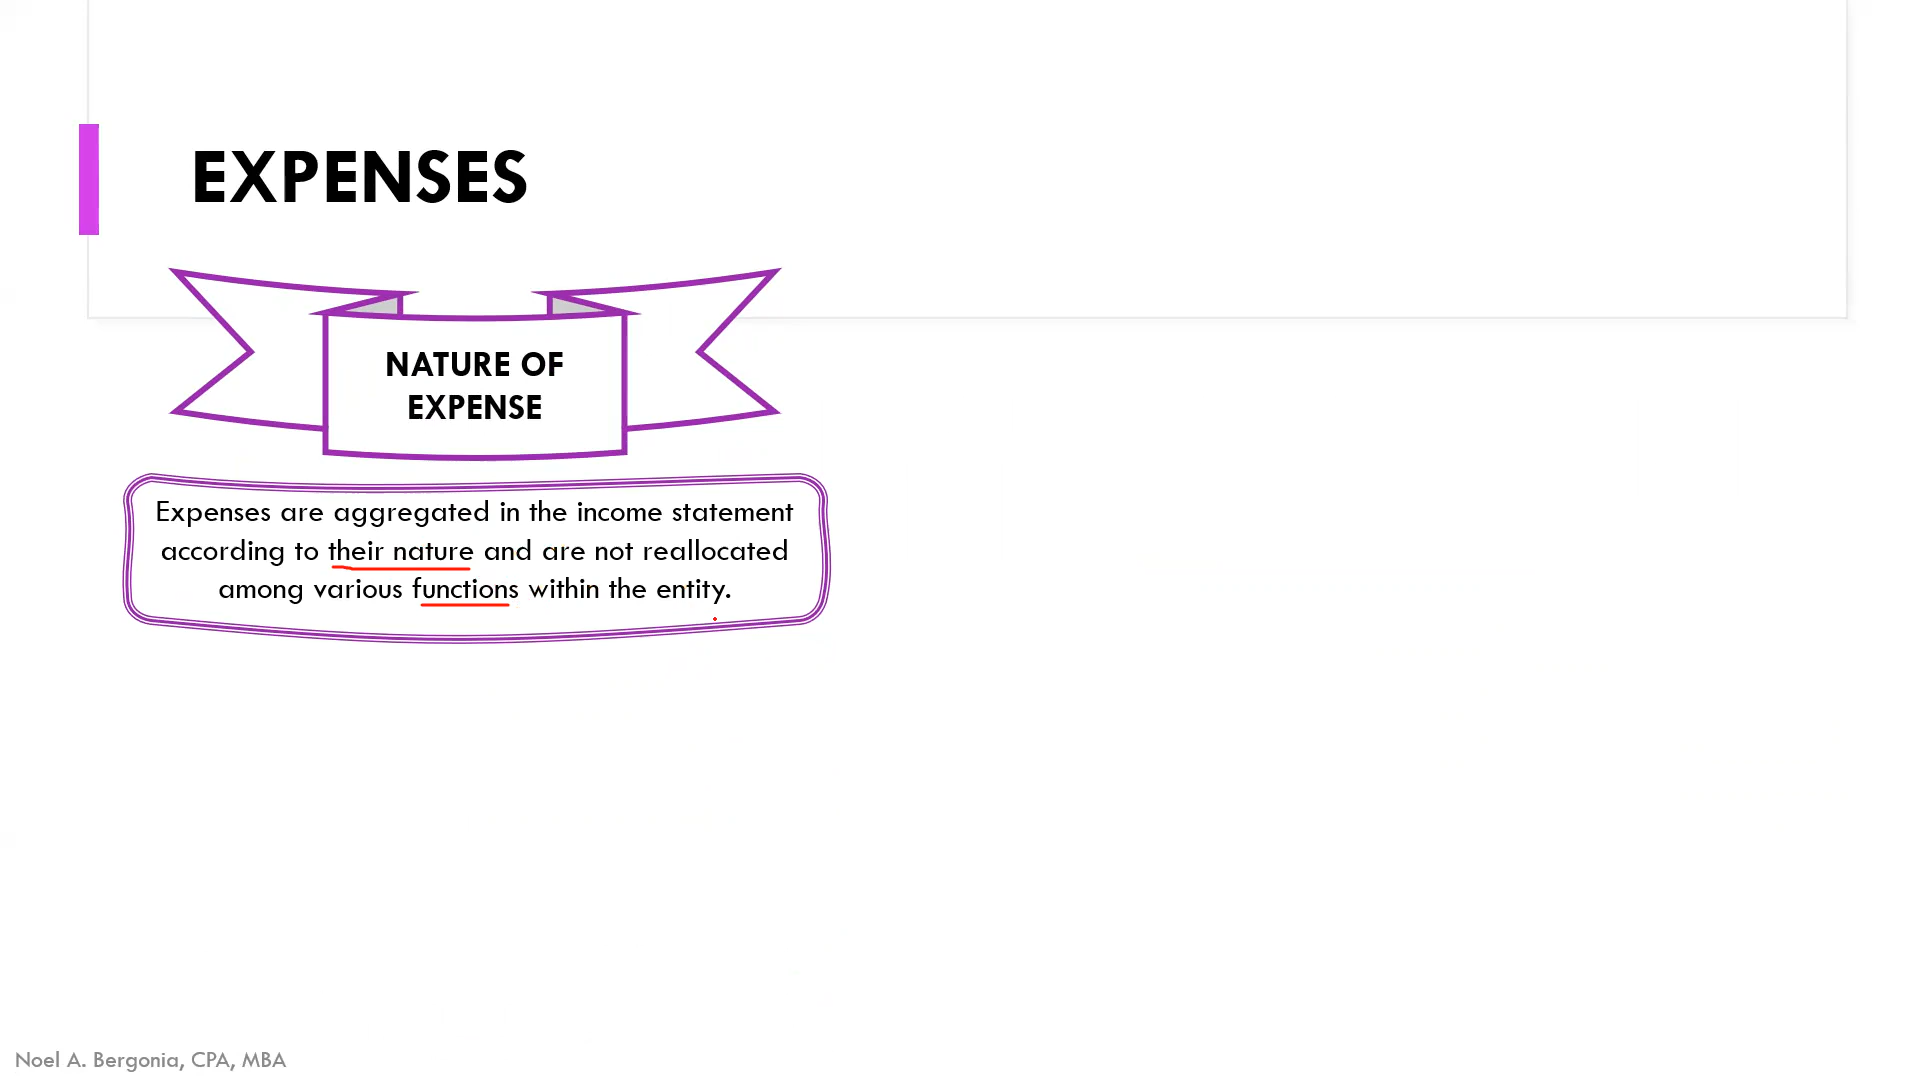 EXPENSES
NATURE OF
EXPENSE
Expenses are aggregated in the income statement
according to their nature and are not reallocated
among various functions within the entity.
Noel A. Bergonia, CPA, MBA